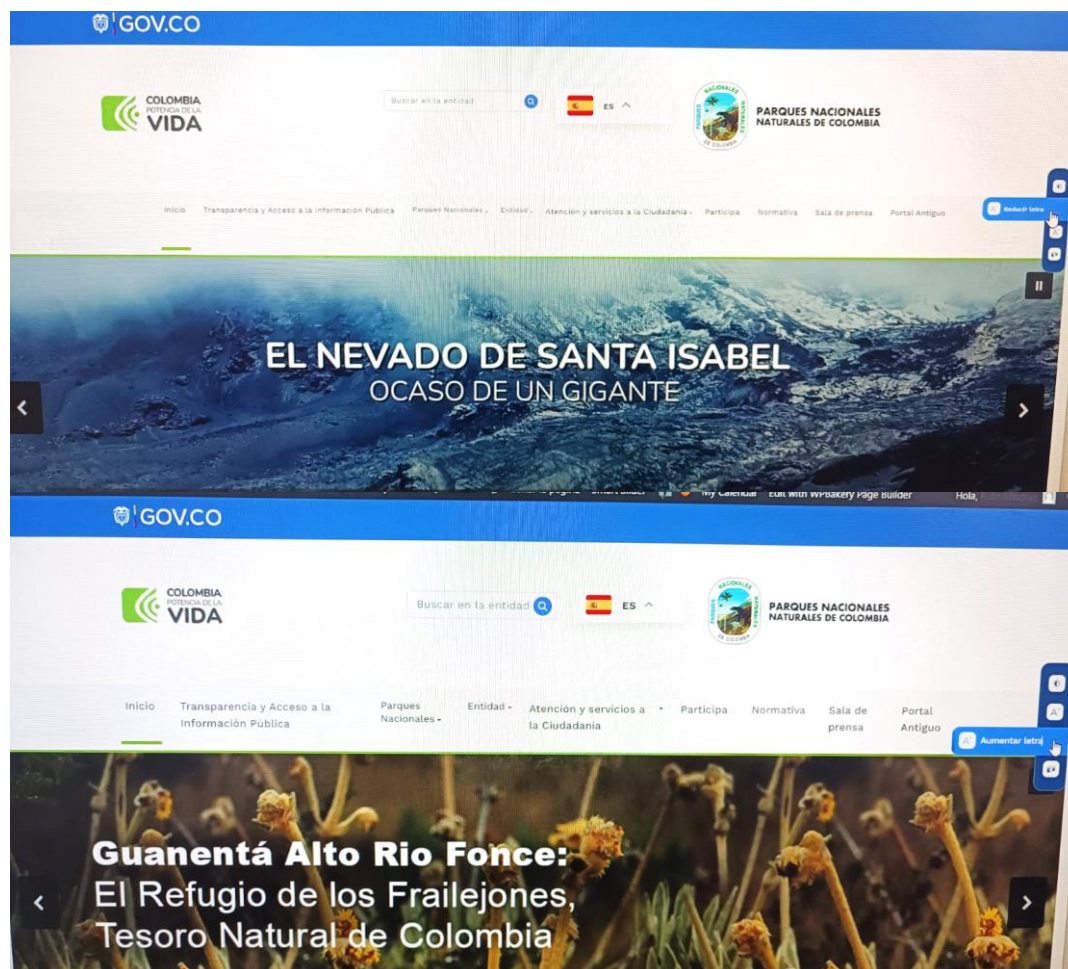 GOV.CO
COLOMBIA
POTENCIA DE LA
VIDA
Buscar en la entidad
ES
PARQUES NACIONALES
NATURALES DE COLOMBIA
Inicio Transparencia y Acceso a la Información Pública Parques Nacionales Entidad Atención y servicios a la Ciudadania Participa Normativa Sala de prensa Portal Antiguo
Reducir letra
EL NEVADO DE SANTA ISABEL
OCASO DE UN GIGANTE
My Calendar Edit with WPBakery Page Builder Hola,
GOV.CO
COLOMBIA
POTENCIA DE LA
VIDA
Buscar en la entidad
ES
PARQUES NACIONALES
NATURALES DE COLOMBIA
Inicio Transparencia y Acceso a la Parques Entidad Atención y servicios a Participa Normativa Sala de Portal
Información Pública Nacionales la Ciudadania prensa Antiguo
Aumentar letra
Guanentá Alto Rio Fonce:
El Refugio de los Frailejones,
Tesoro Natural de Colombia